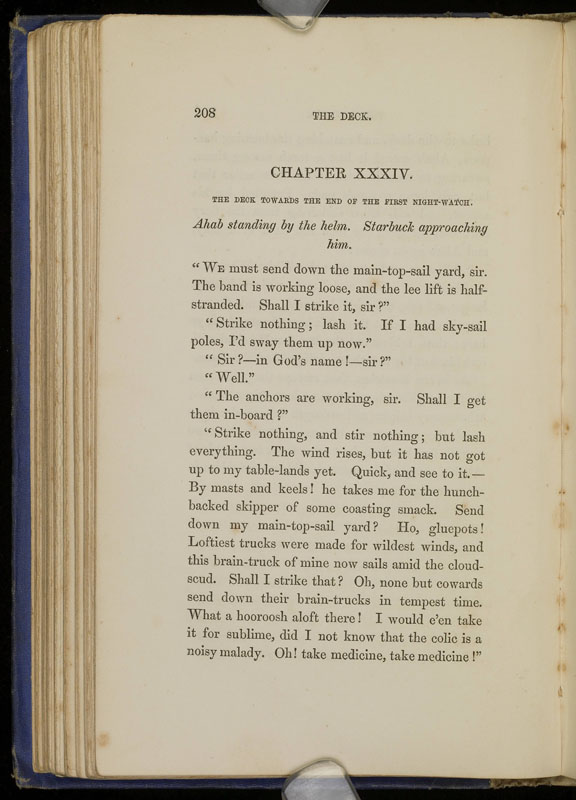 208 THE DECK.
CHAPTER XXXIV.
THE DECK TOWARDS THE END OF THE FIRST NIGHT-WATCH.
Ahab standing by the helm. Starbuck approaching
him.
“WE must send down the main-top-sail yard, sir.
The band is working loose, and the lee lift is half-
stranded. Shall I strike it, sir?”
“Strike nothing; lash it. If I had sky-sail
poles, I’d sway them up now.”
“Sir?—in God’s name!—sir?”
“Well.”
“The anchors are working, sir. Shall I get
them in-board?”
“Strike nothing, and stir nothing; but lash
everything. The wind rises, but it has not got
up to my table-lands yet. Quick, and see to it.—
By masts and keels! he takes me for the hunch-
backed skipper of some coasting smack. Send
down my main-top-sail yard? Ho, gluepots!
Loftiest trucks were made for wildest winds, and
this brain-truck of mine now sails amid the cloud-
scud. Shall I strike that? Oh, none but cowards
send down their brain-trucks in tempest time.
What a hooroosh aloft there! I would e’en take
it for sublime, did I not know that the colic is a
noisy malady. Oh! take medicine, take medicine!”